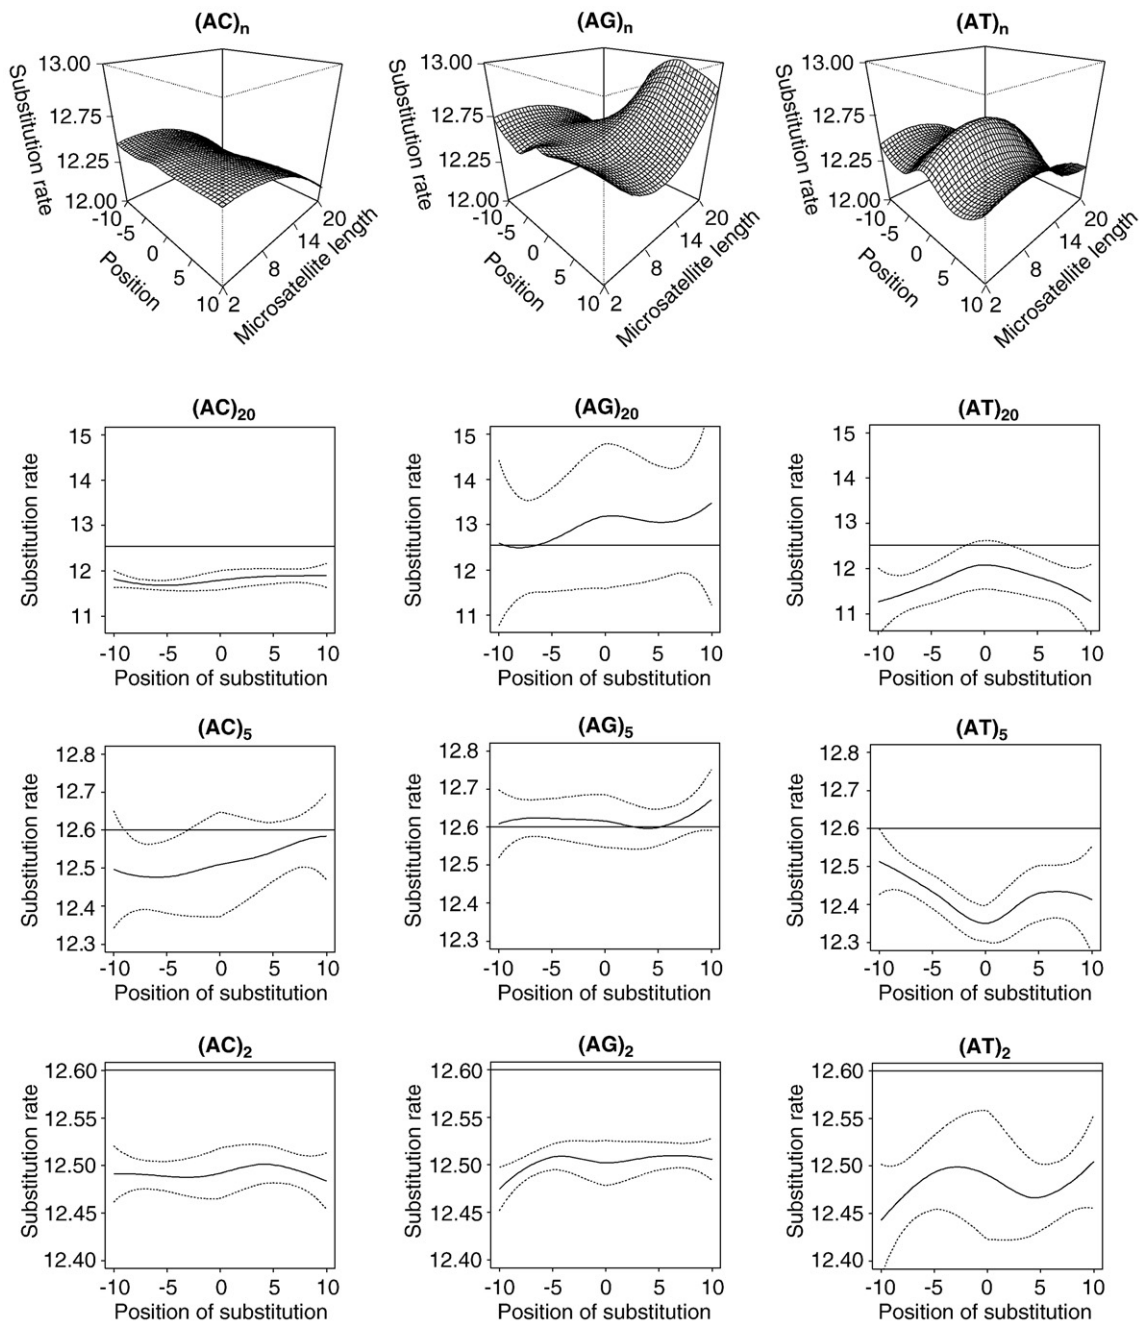 (AC)n (AG)n (AT)n
Substitution rate 13.00 12.75 12.25 12.00 -10 -5 0 5 10 Position 2 8 14 20 Microsatellite length
Substitution rate 13.00 12.75 12.25 12.00 -10 -5 0 5 10 Position 2 8 14 20 Microsatellite length
Substitution rate 13.00 12.75 12.25 12.00 -10 -5 0 5 10 Position 2 8 14 20 Microsatellite length
(AC)20
Substitution rate
15
14
13
12
11
-10 -5 0 5 10
Position of substitution
(AG)20
Substitution rate
15
14
13
12
11
-10 -5 0 5 10
Position of substitution
(AT)20
Substitution rate
15
14
13
12
11
-10 -5 0 5 10
Position of substitution
(AC)5
Substitution rate
12.8
12.7
12.6
12.5
12.4
12.3
-10 -5 0 5 10
Position of substitution
(AG)5
Substitution rate
12.8
12.7
12.6
12.5
12.4
12.3
-10 -5 0 5 10
Position of substitution
(AT)5
Substitution rate
12.8
12.7
12.6
12.5
12.4
12.3
-10 -5 0 5 10
Position of substitution
(AC)2
Substitution rate
12.60
12.55
12.50
12.45
12.40
-10 -5 0 5 10
Position of substitution
(AG)2
Substitution rate
12.60
12.55
12.50
12.45
12.40
-10 -5 0 5 10
Position of substitution
(AT)2
Substitution rate
12.60
12.55
12.50
12.45
12.40
-10 -5 0 5 10
Position of substitution